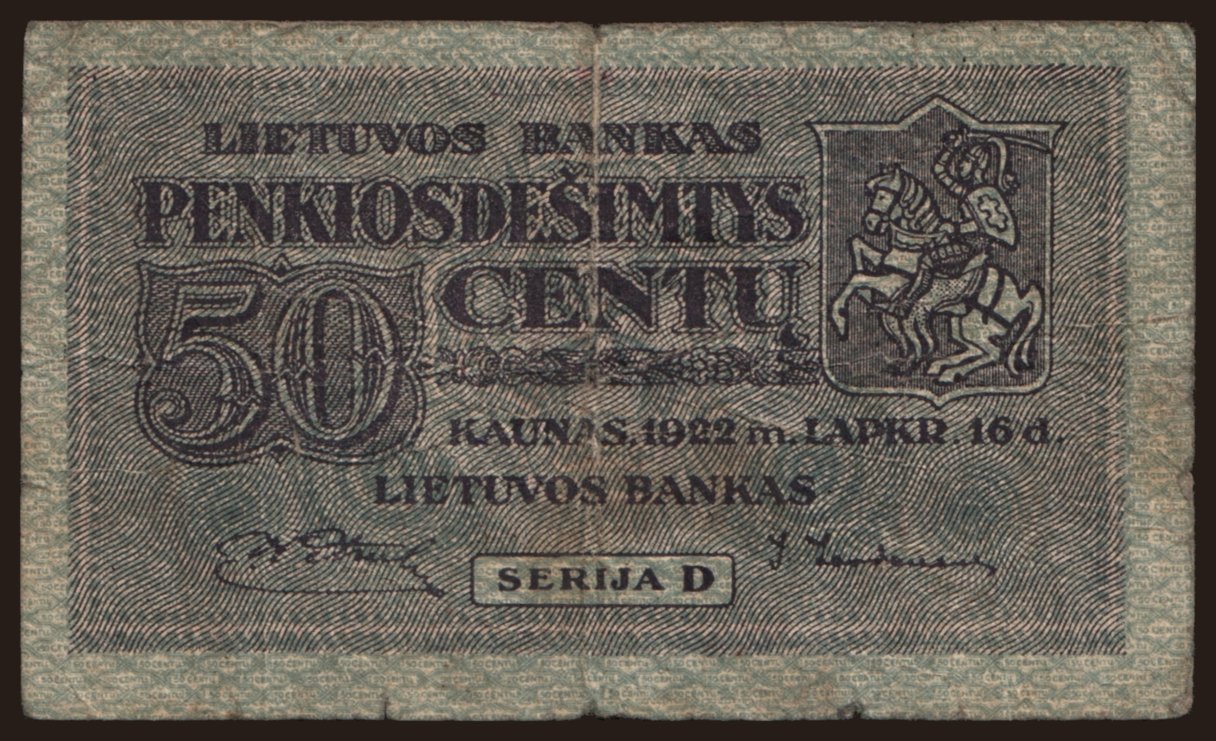 LIETUVOS BANKAS
PENKIOSDEŠIMTYS
50 CENTŲ
KAUNAS, 1922 m. LAPKR. 16 d.
LIETUVOS BANKAS
SERIJA D